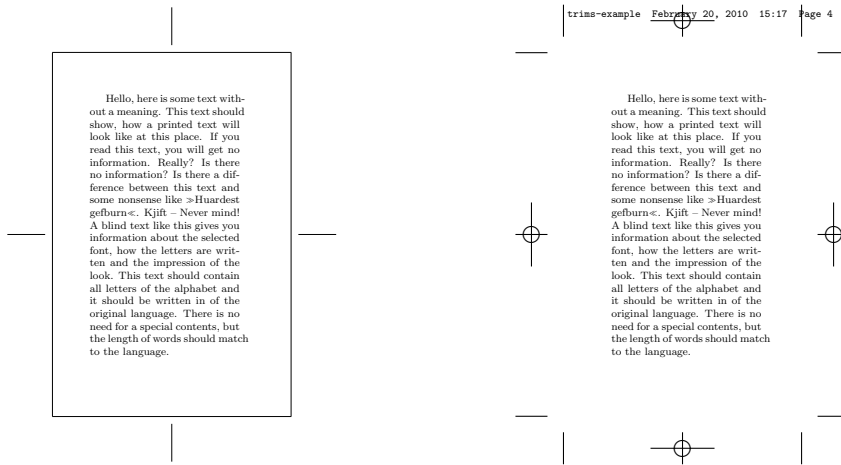 trims-example February 20, 2010 15:17 Page 4
Hello, here is some text with-
out a meaning. This text should
show, how a printed text will
look like at this place. If you
read this text, you will get no
information. Really? Is there
no information? Is there a dif-
ference between this text and
some nonsense like ≫Huardest
gefburn≪. Kjift – Never mind!
A blind text like this gives you
information about the selected
font, how the letters are writ-
ten and the impression of the
look. This text should contain
all letters of the alphabet and
it should be written in of the
original language. There is no
need for a special contents, but
the length of words should match
to the language.
Hello, here is some text with-
out a meaning. This text should
show, how a printed text will
look like at this place. If you
read this text, you will get no
information. Really? Is there
no information? Is there a dif-
ference between this text and
some nonsense like ≫Huardest
gefburn≪. Kjift – Never mind!
A blind text like this gives you
information about the selected
font, how the letters are writ-
ten and the impression of the
look. This text should contain
all letters of the alphabet and
it should be written in of the
original language. There is no
need for a special contents, but
the length of words should match
to the language.